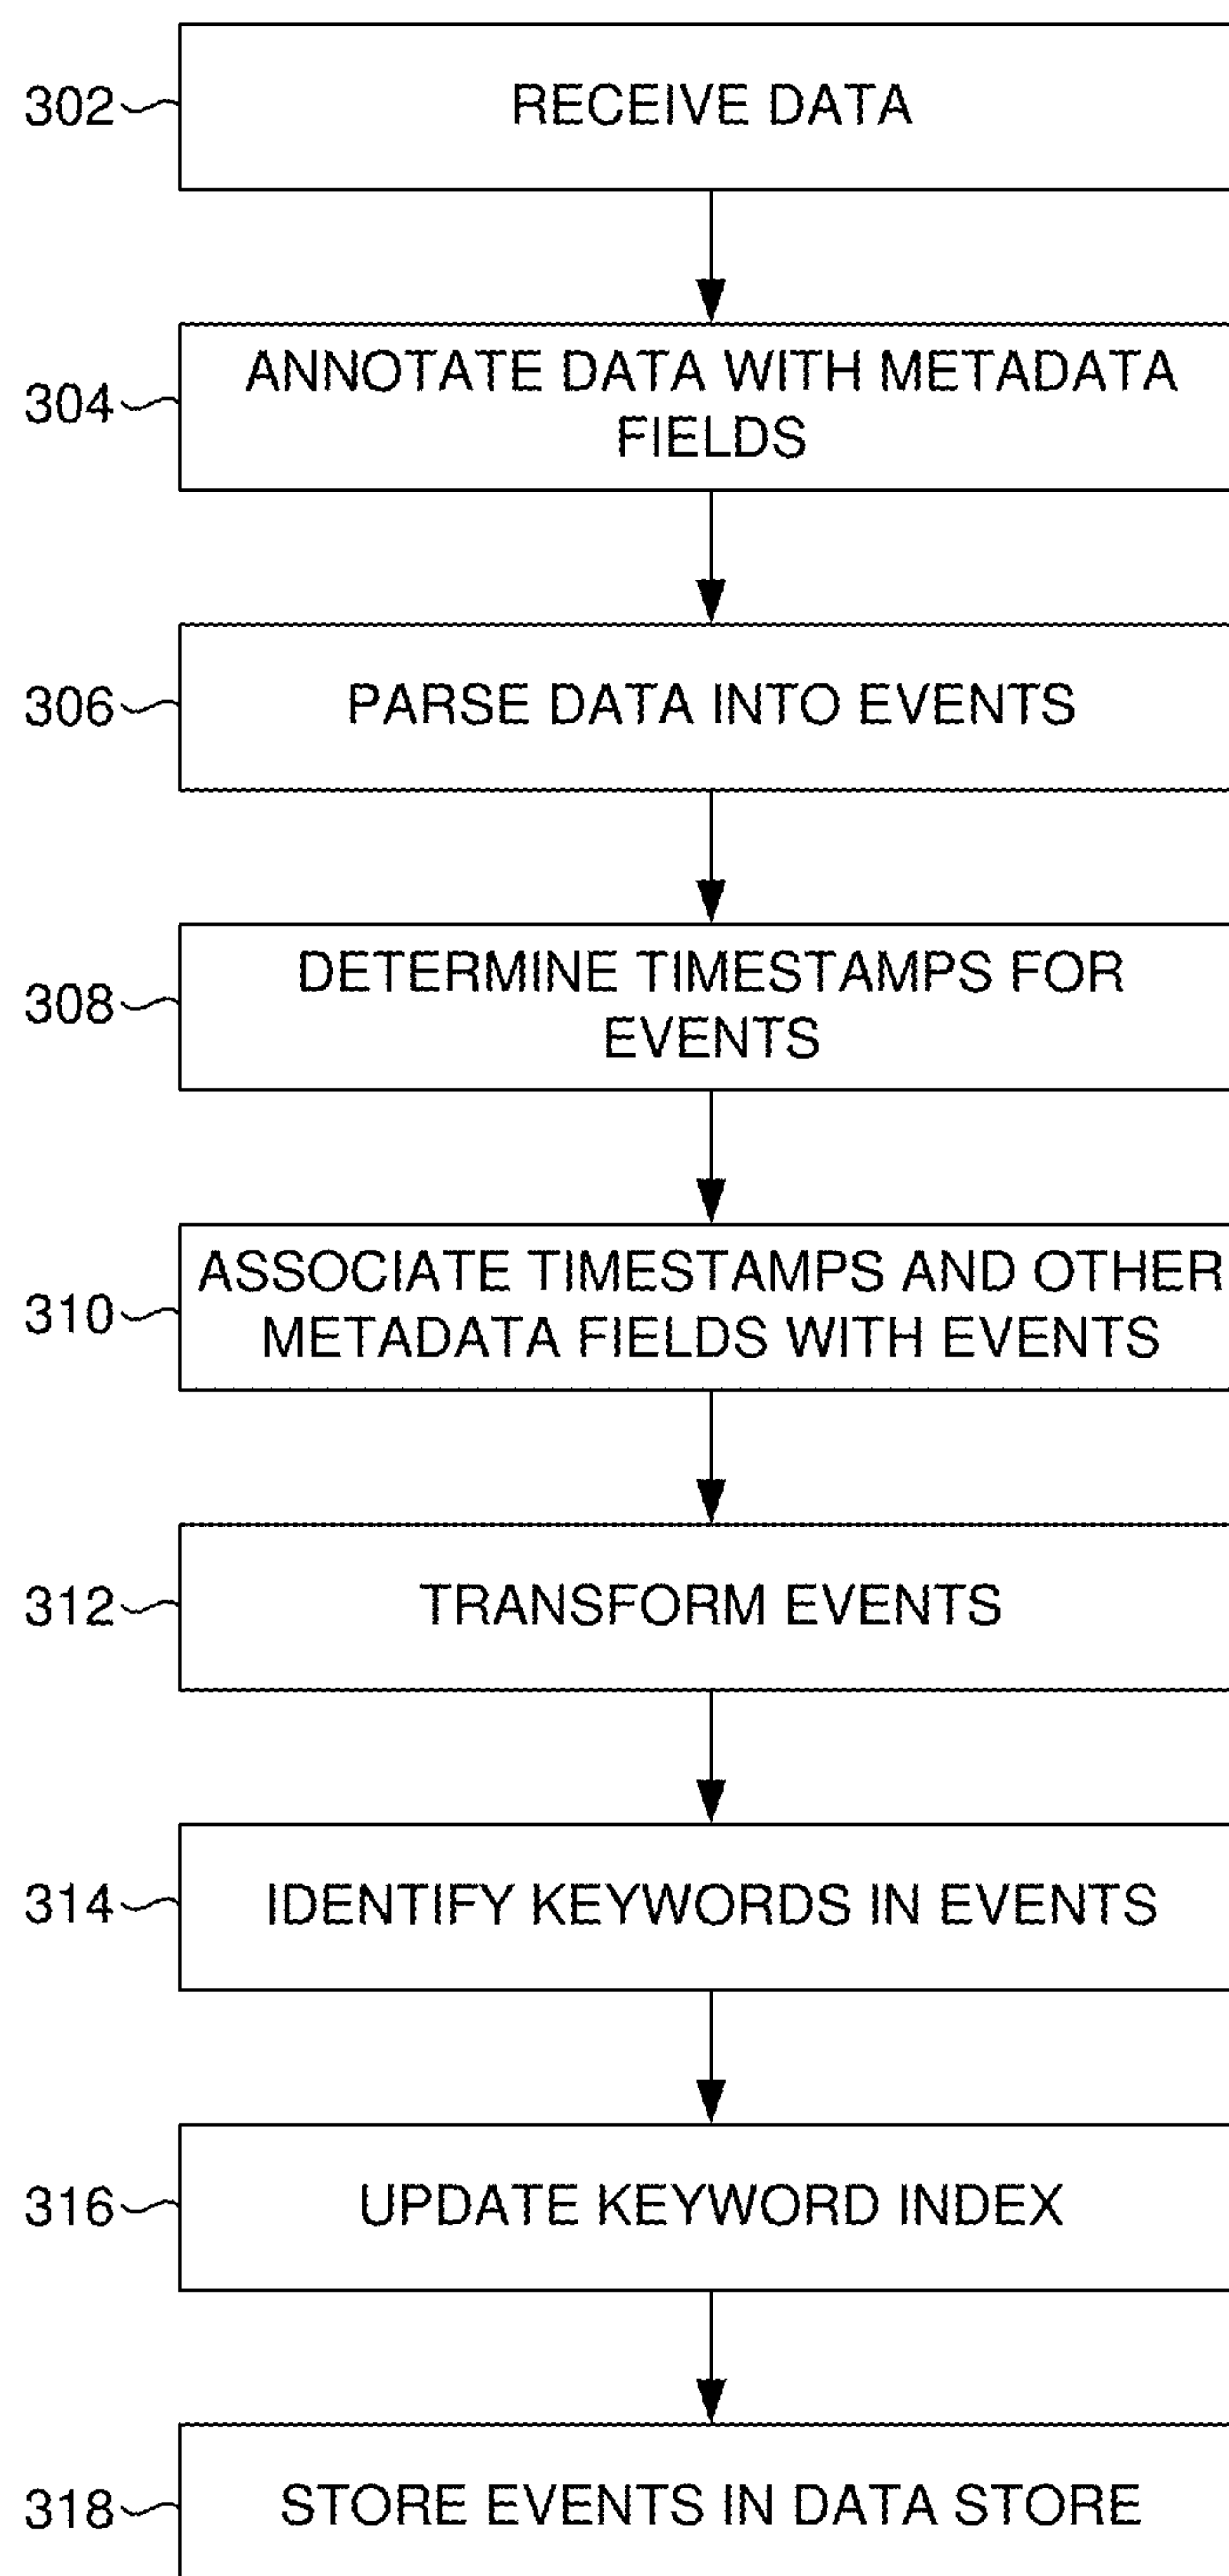 302
RECEIVE DATA
304
ANNOTATE DATA WITH METADATA
FIELDS
306
PARSE DATA INTO EVENTS
308
DETERMINE TIMESTAMPS FOR
EVENTS
310
ASSOCIATE TIMESTAMPS AND OTHER
METADATA FIELDS WITH EVENTS
312
TRANSFORM EVENTS
314
IDENTIFY KEYWORDS IN EVENTS
316
UPDATE KEYWORD INDEX
318
STORE EVENTS IN DATA STORE